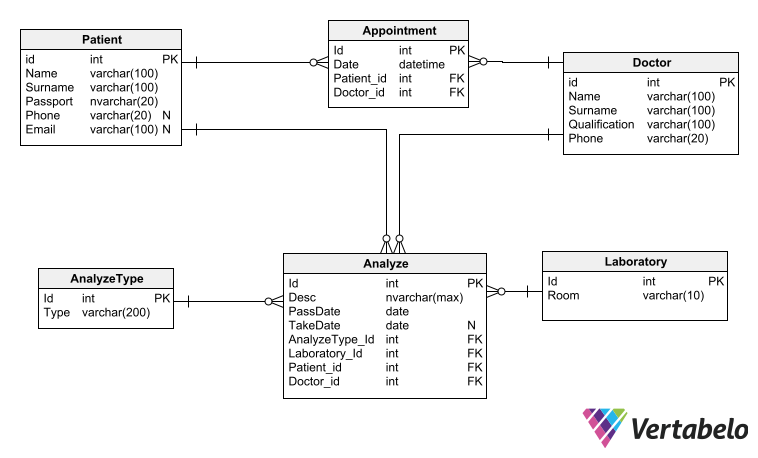 Patient
id int PK
Name varchar(100)
Surname varchar(100)
Passport nvarchar(20)
Phone varchar(20) N
Email varchar(100) N
Appointment
Id int PK
Date datetime
Patient_id int FK
Doctor_id int FK
Doctor
id int PK
Name varchar(100)
Surname varchar(100)
Qualification varchar(100)
Phone varchar(20)
AnalyzeType
Id int PK
Type varchar(200)
Analyze
Id int PK
Desc nvarchar(max)
PassDate date
TakeDate date N
AnalyzeType_Id int FK
Laboratory_Id int FK
Patient_id int FK
Doctor_id int FK
Laboratory
Id int PK
Room varchar(10)
Vertabelo